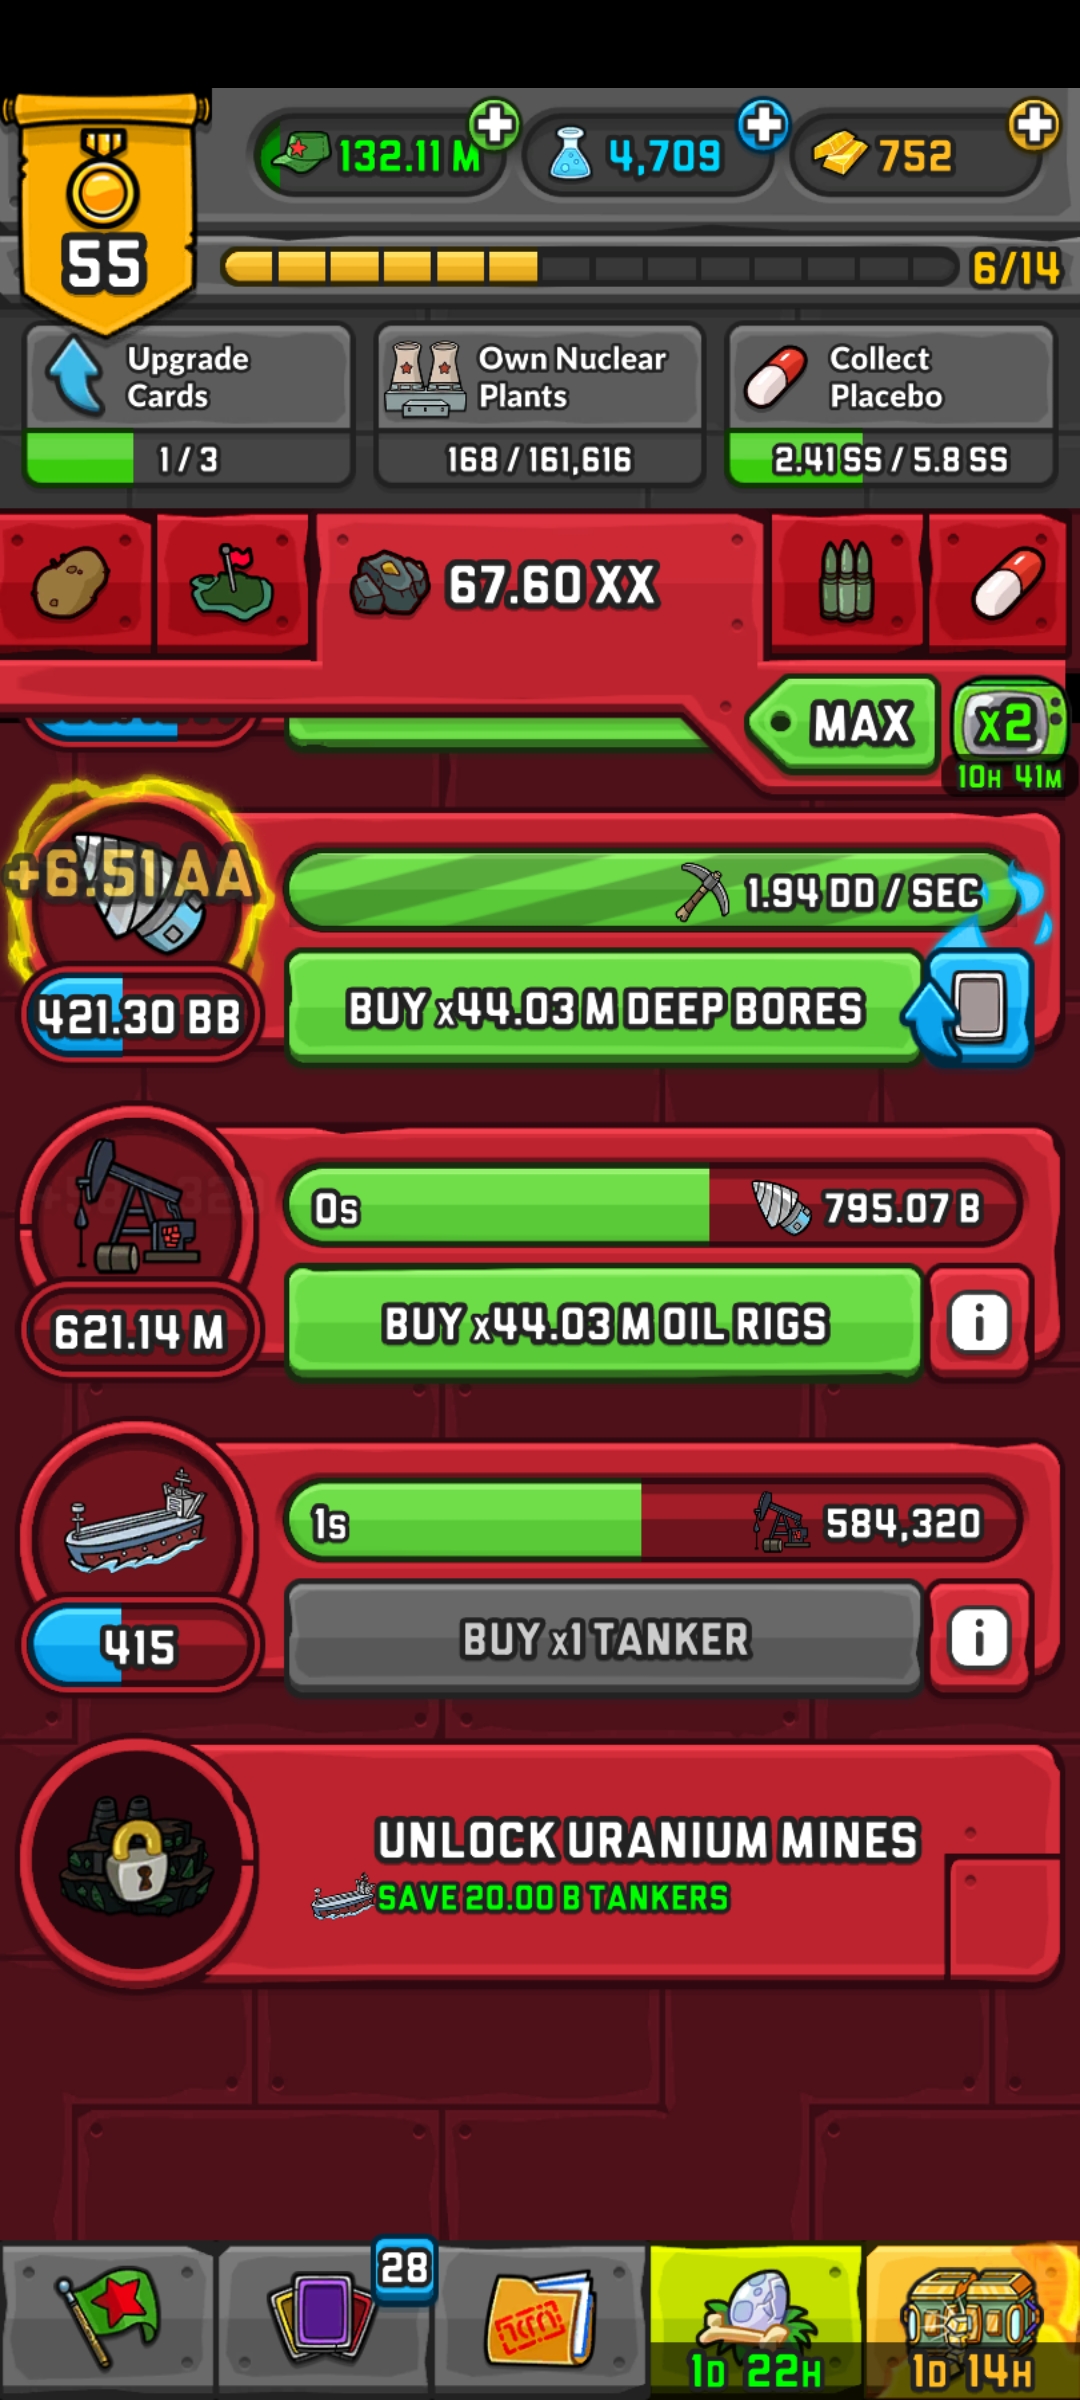 132.11 M
4,709
752
55
6/14
Upgrade Cards
1 / 3
Own Nuclear Plants
168 / 161,616
Collect Placebo
2.41 SS / 5.8 SS
67.60 XX
MAX
x2
10H 41M
+6.51 AA
1.94 DD / SEC
421.30 BB
BUY x44.03 M DEEP BORES
0s
795.07 B
621.14 M
BUY x44.03 M OIL RIGS
i
1s
584,320
415
BUY x1 TANKER
i
UNLOCK URANIUM MINES
SAVE 20.00 B TANKERS
28
1D 22H
1D 14H